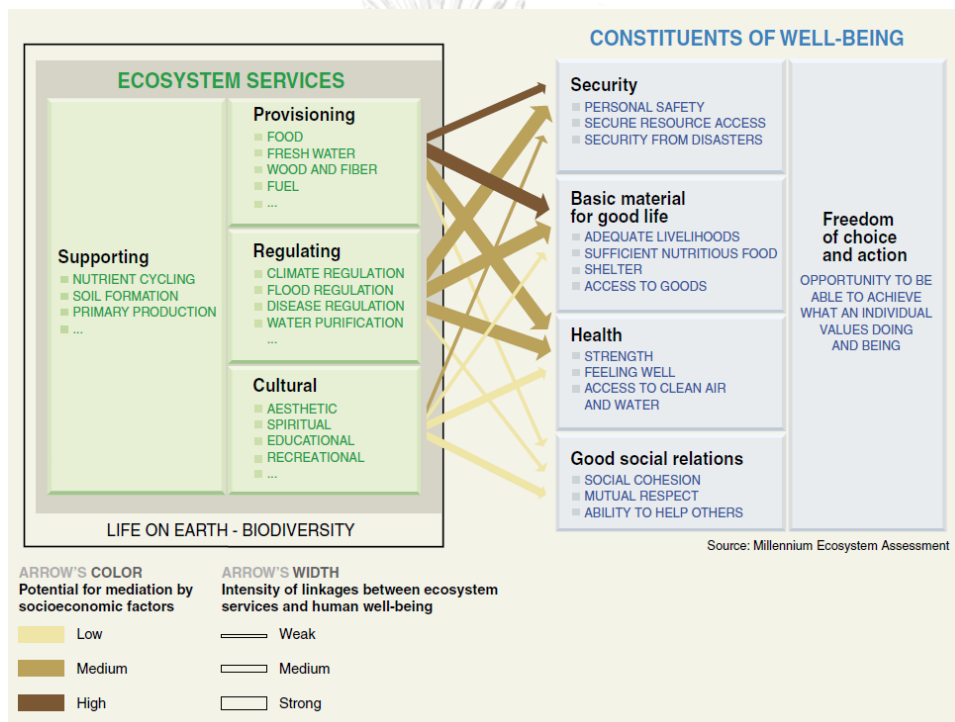 CONSTITUENTS OF WELL-BEING
ECOSYSTEM SERVICES
Provisioning
FOOD
FRESH WATER
WOOD AND FIBER
FUEL
...
Supporting
NUTRIENT CYCLING
SOIL FORMATION
PRIMARY PRODUCTION
...
Regulating
CLIMATE REGULATION
FLOOD REGULATION
DISEASE REGULATION
WATER PURIFICATION
...
Cultural
AESTHETIC
SPIRITUAL
EDUCATIONAL
RECREATIONAL
...
LIFE ON EARTH - BIODIVERSITY
Security
PERSONAL SAFETY
SECURE RESOURCE ACCESS
SECURITY FROM DISASTERS
Basic material
for good life
ADEQUATE LIVELIHOODS
SUFFICIENT NUTRITIOUS FOOD
SHELTER
ACCESS TO GOODS
Health
STRENGTH
FEELING WELL
ACCESS TO CLEAN AIR
AND WATER
Good social relations
SOCIAL COHESION
MUTUAL RESPECT
ABILITY TO HELP OTHERS
Freedom
of choice
and action
OPPORTUNITY TO BE
ABLE TO ACHIEVE
WHAT AN INDIVIDUAL
VALUES DOING
AND BEING
Source: Millennium Ecosystem Assessment
ARROW'S COLOR
Potential for mediation by
socioeconomic factors
Low
Medium
High
ARROW'S WIDTH
Intensity of linkages between ecosystem
services and human well-being
Weak
Medium
Strong